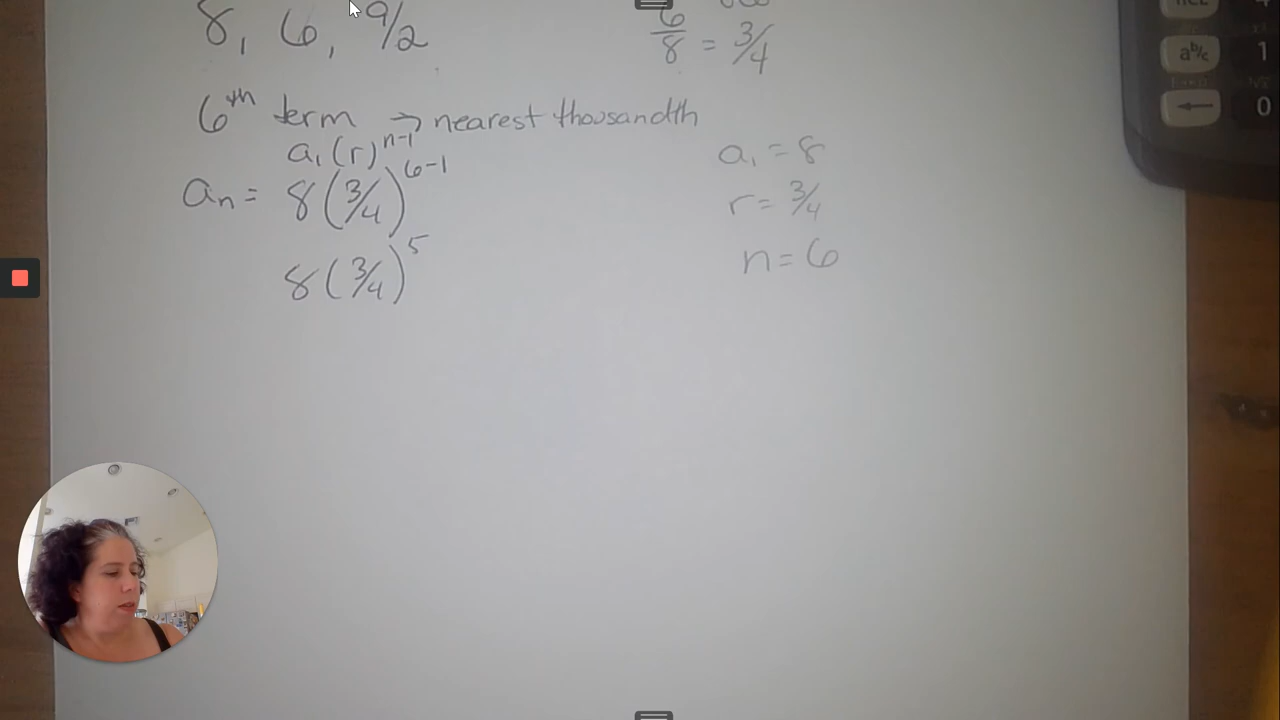 8, 6, 9/2
6/8 = 3/4
6th term → nearest thousandth
a₁(r)ⁿ⁻¹
aₙ = 8(3/4)⁶⁻¹
8(3/4)⁵
a₁ = 8
r = 3/4
n = 6
aᵇ/c
1
←
0